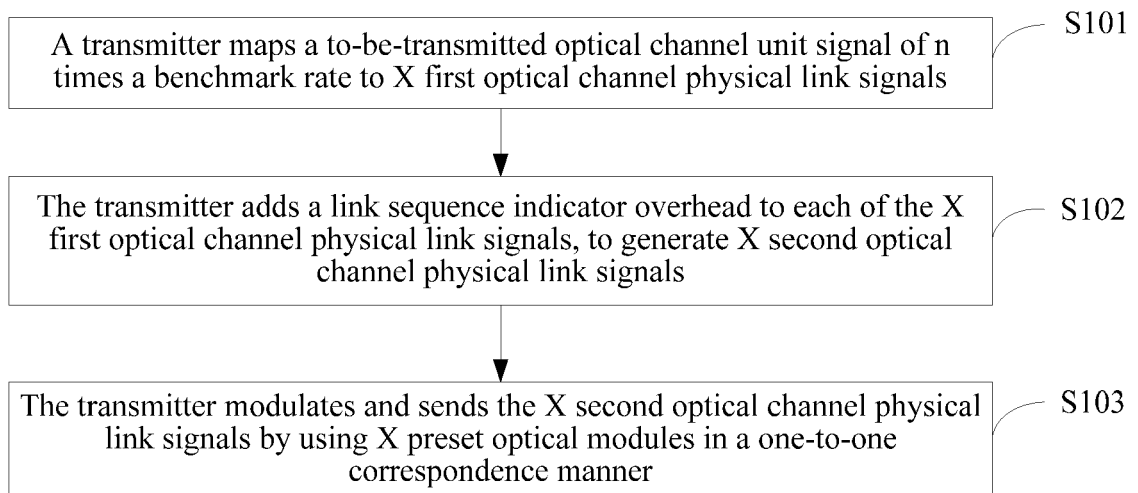 A transmitter maps a to-be-transmitted optical channel unit signal of n
times a benchmark rate to X first optical channel physical link signals
S101
The transmitter adds a link sequence indicator overhead to each of the X
first optical channel physical link signals, to generate X second optical
channel physical link signals
S102
The transmitter modulates and sends the X second optical channel physical
link signals by using X preset optical modules in a one-to-one
correspondence manner
S103